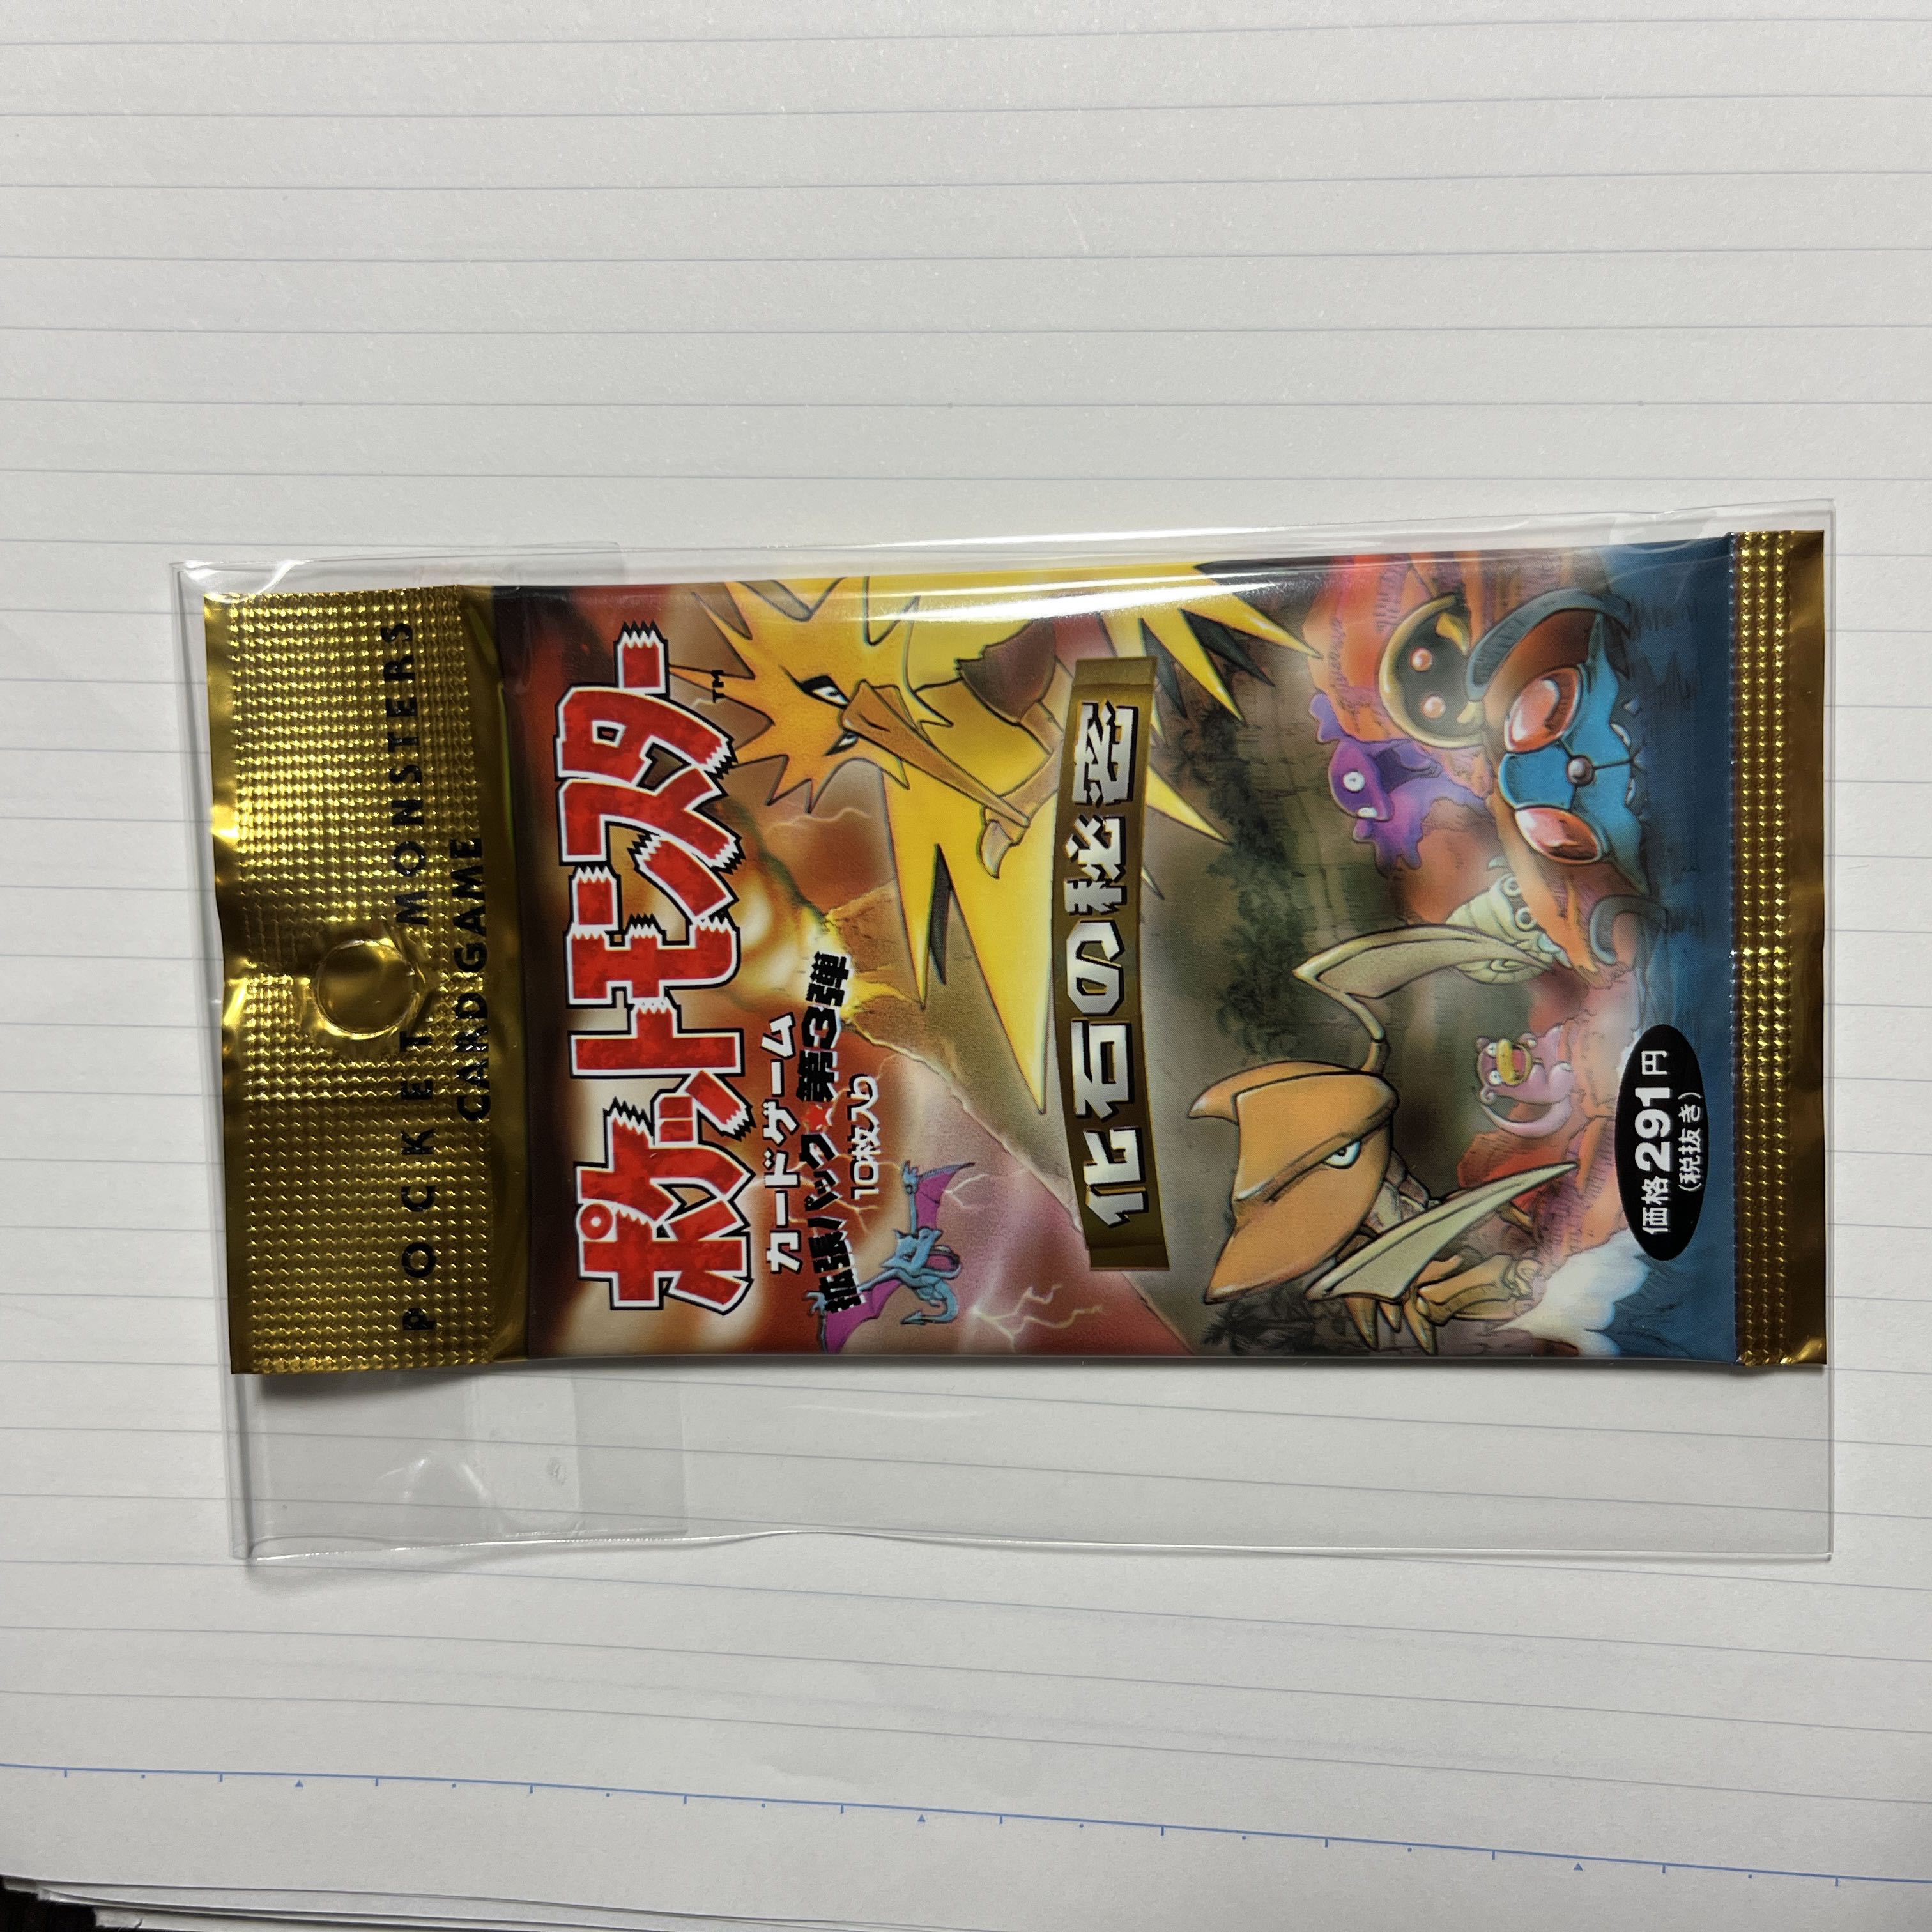 POCKET MONSTERS
CARD GAME
ポケットモンスター™
カードゲーム
拡張パック★第3弾
10枚入り
化石の秘密
価格291円
(税抜き)